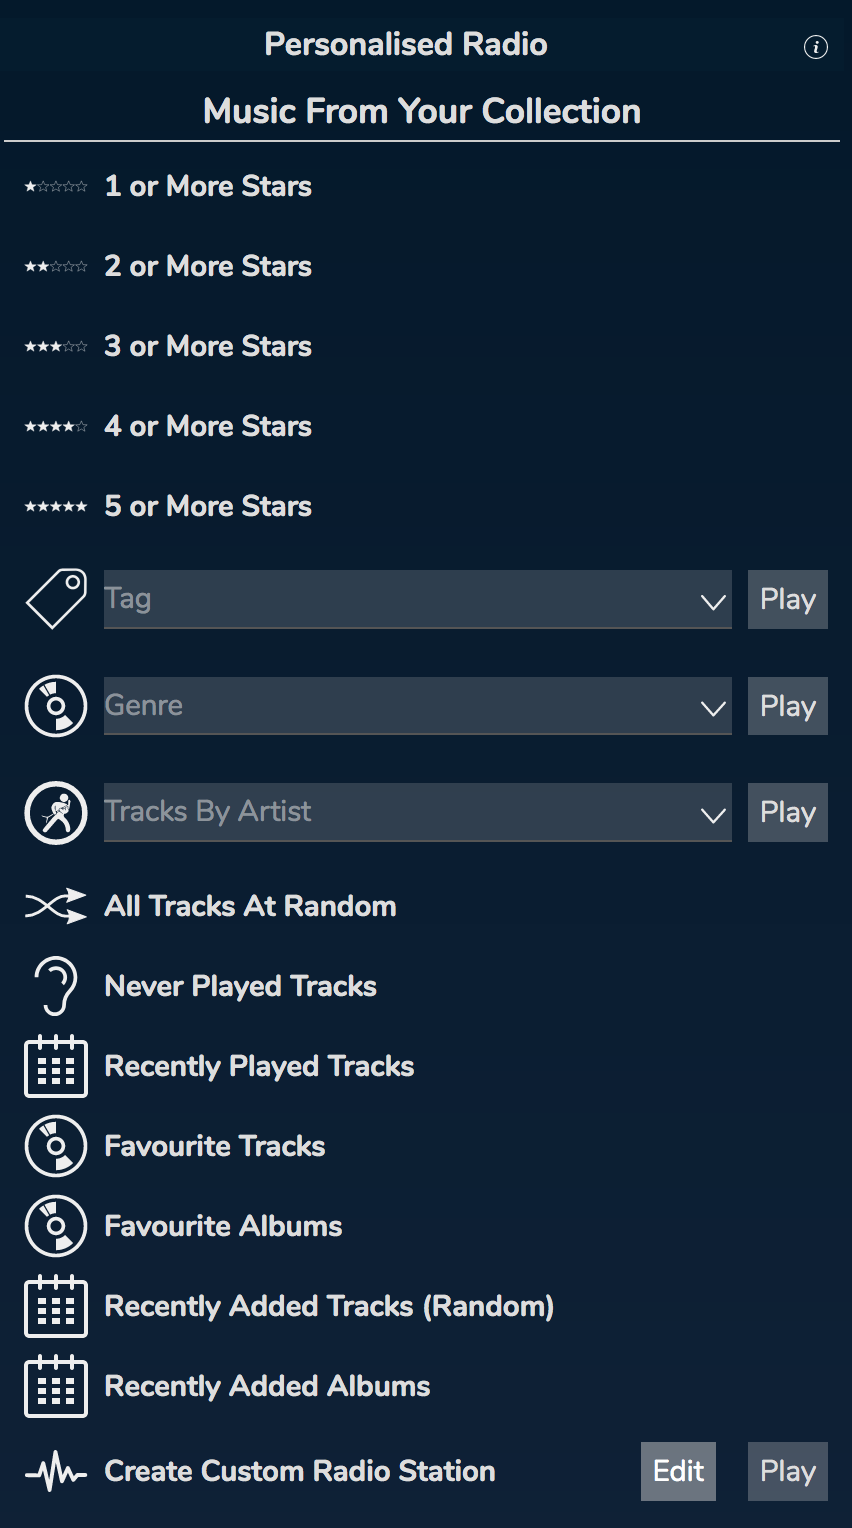 Personalised Radio
Music From Your Collection
1 or More Stars
2 or More Stars
3 or More Stars
4 or More Stars
5 or More Stars
Tag Play
Genre Play
Tracks By Artist Play
All Tracks At Random
Never Played Tracks
Recently Played Tracks
Favourite Tracks
Favourite Albums
Recently Added Tracks (Random)
Recently Added Albums
Create Custom Radio Station Edit Play